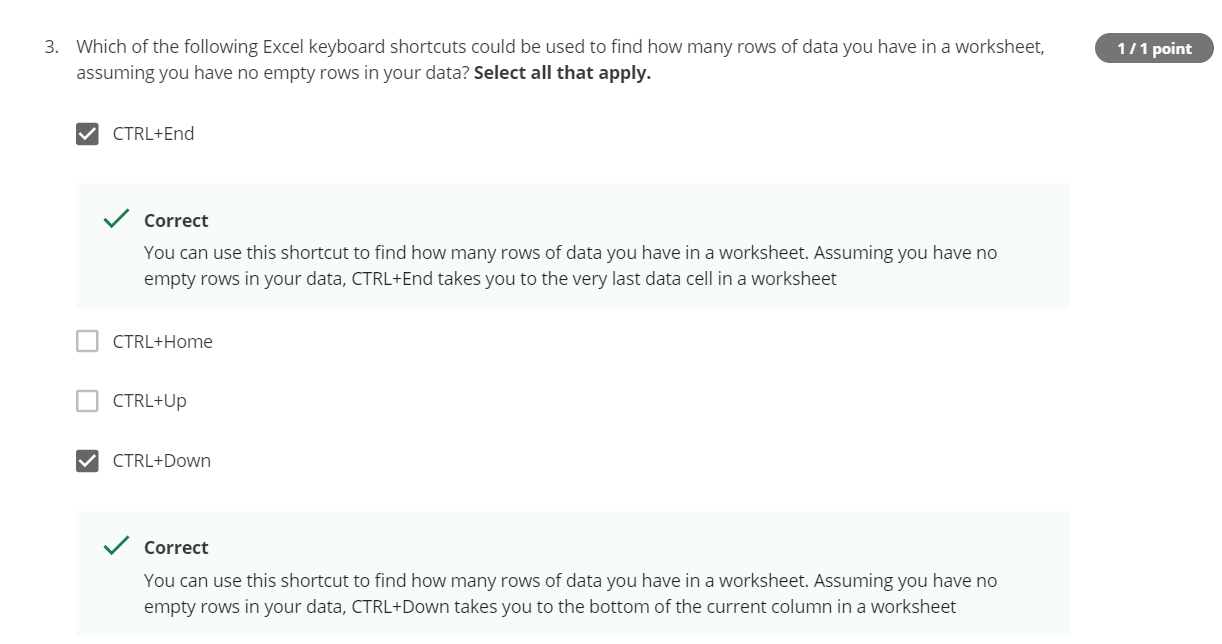 3. Which of the following Excel keyboard shortcuts could be used to find how many rows of data you have in a worksheet,
1 / 1 point
assuming you have no empty rows in your data? Select all that apply.
CTRL+End
Correct
You can use this shortcut to find how many rows of data you have in a worksheet. Assuming you have no
empty rows in your data, CTRL+End takes you to the very last data cell in a worksheet
CTRL+Home
CTRL+Up
CTRL+Down
Correct
You can use this shortcut to find how many rows of data you have in a worksheet. Assuming you have no
empty rows in your data, CTRL+Down takes you to the bottom of the current column in a worksheet